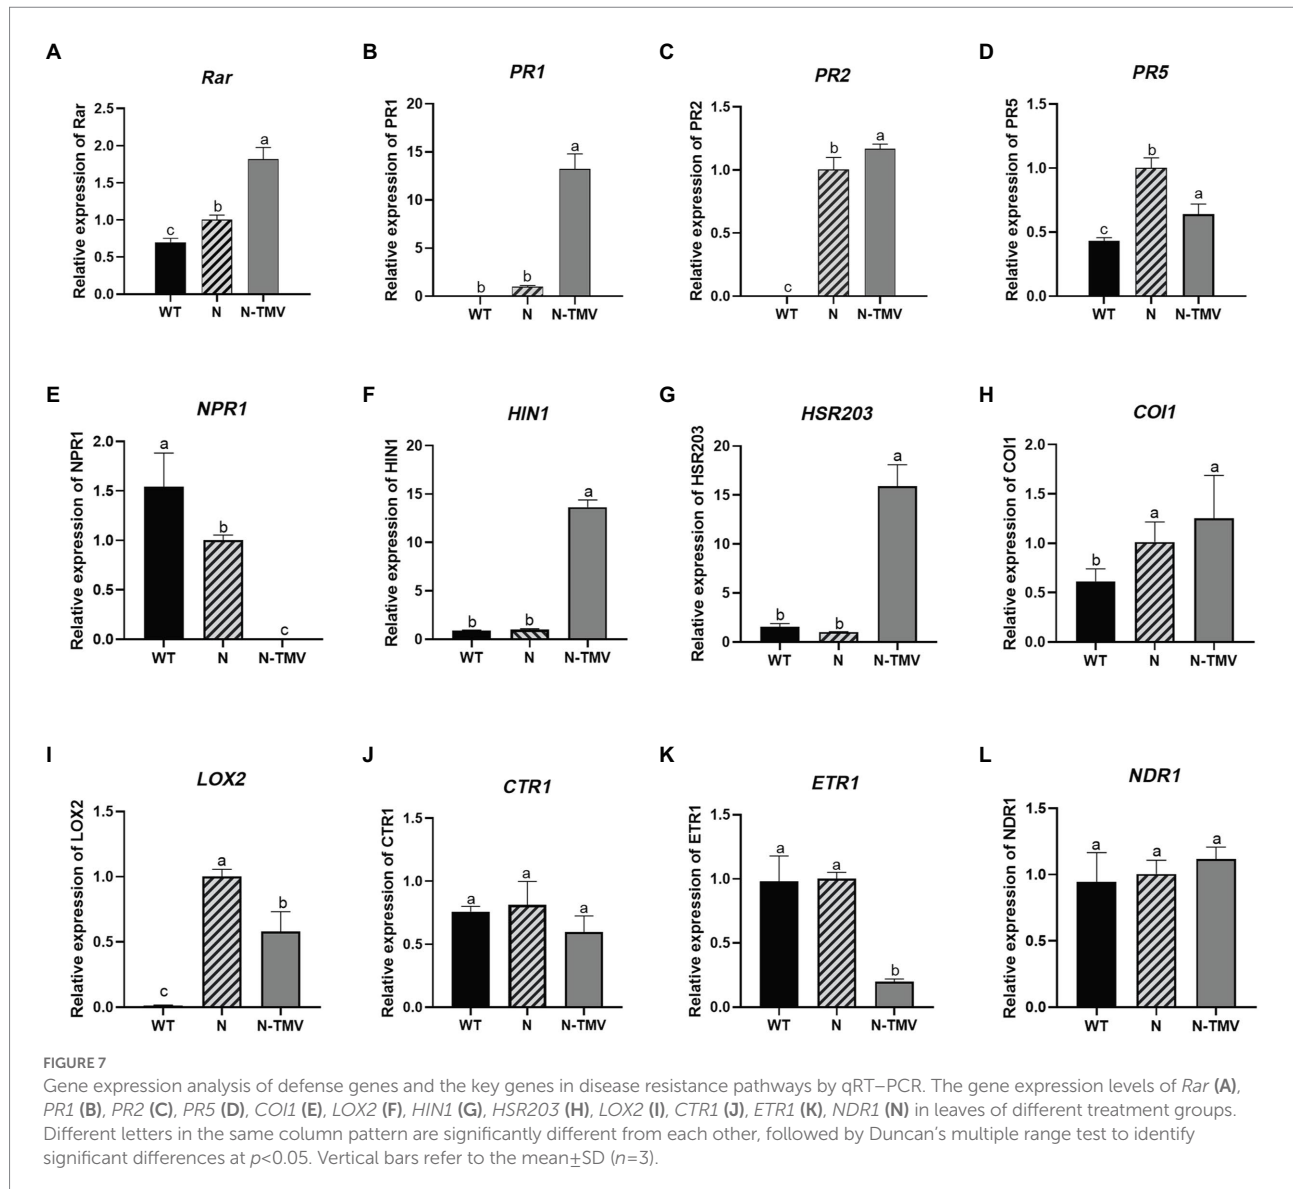 A
Rar
Relative expression of Rar
2.5
2.0
1.5
1.0
0.5
0.0
c
b
a
WT N N-TMV
B
PR1
Relative expression of PR1
20
15
10
5
0
b
b
a
WT N N-TMV
C
PR2
Relative expression of PR2
1.5
1.0
0.5
0.0
c
b
a
WT N N-TMV
D
PR5
Relative expression of PR5
1.5
1.0
0.5
0.0
c
b
a
WT N N-TMV
E
NPR1
Relative expression of NPR1
2.0
1.5
1.0
0.5
0.0
a
b
c
WT N N-TMV
F
HIN1
Relative expression of HIN1
20
15
10
5
0
b
b
a
WT N N-TMV
G
HSR203
Relative expression of HSR203
20
15
10
5
0
b
b
a
WT N N-TMV
H
COI1
Relative expression of COI1
2.0
1.5
1.0
0.5
0.0
b
a
a
WT N N-TMV
I
LOX2
Relative expression of LOX2
1.5
1.0
0.5
0.0
c
a
b
WT N N-TMV
J
CTR1
Relative expression of CTR1
1.5
1.0
0.5
0.0
a
a
a
WT N N-TMV
K
ETR1
Relative expression of ETR1
1.5
1.0
0.5
0.0
a
a
b
WT N N-TMV
L
NDR1
Relative expression of NDR1
1.5
1.0
0.5
0.0
a
a
a
WT N N-TMV
FIGURE 7
Gene expression analysis of defense genes and the key genes in disease resistance pathways by qRT–PCR. The gene expression levels of Rar (A),
PR1 (B), PR2 (C), PR5 (D), COI1 (E), LOX2 (F), HIN1 (G), HSR203 (H), LOX2 (I), CTR1 (J), ETR1 (K), NDR1 (N) in leaves of different treatment groups.
Different letters in the same column pattern are significantly different from each other, followed by Duncan’s multiple range test to identify
significant differences at p<0.05. Vertical bars refer to the mean±SD (n=3).